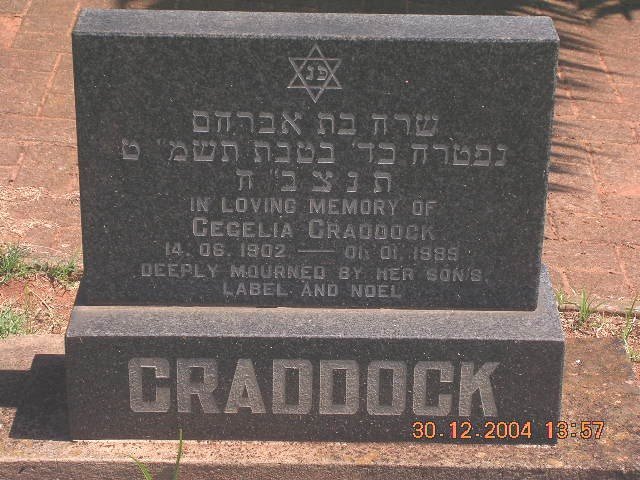 פנ
שרה בת אברהם
נפטרה כד' בטבת תשמ"ט
ת נ צ ב"ה
IN LOVING MEMORY OF
CECELIA CRADDOCK
14. 06. 1902 — 01. 01. 1989
DEEPLY MOURNED BY HER SON'S,
LABEL AND NOEL
CRADDOCK
30.12.2004 13:57